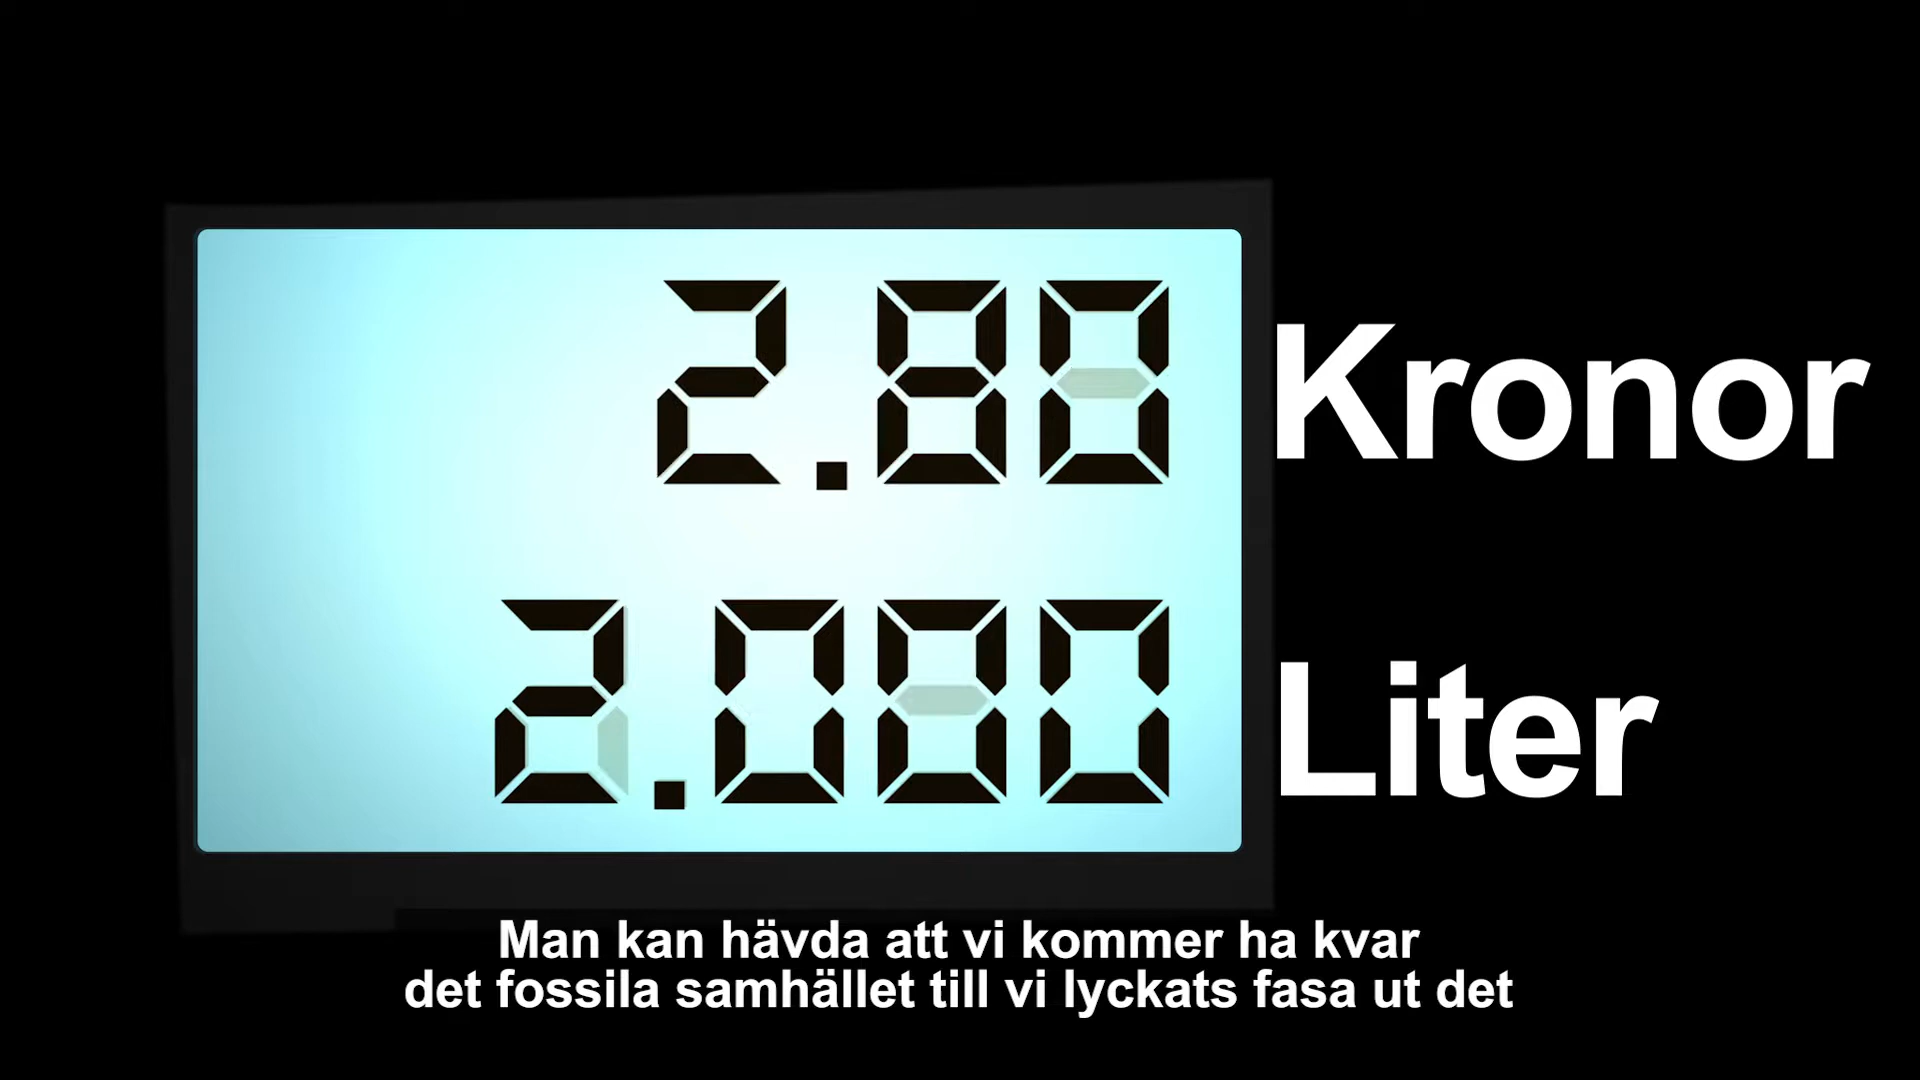 2.80 Kronor
2.080 Liter
Man kan hävda att vi kommer ha kvar
det fossila samhället till vi lyckats fasa ut det